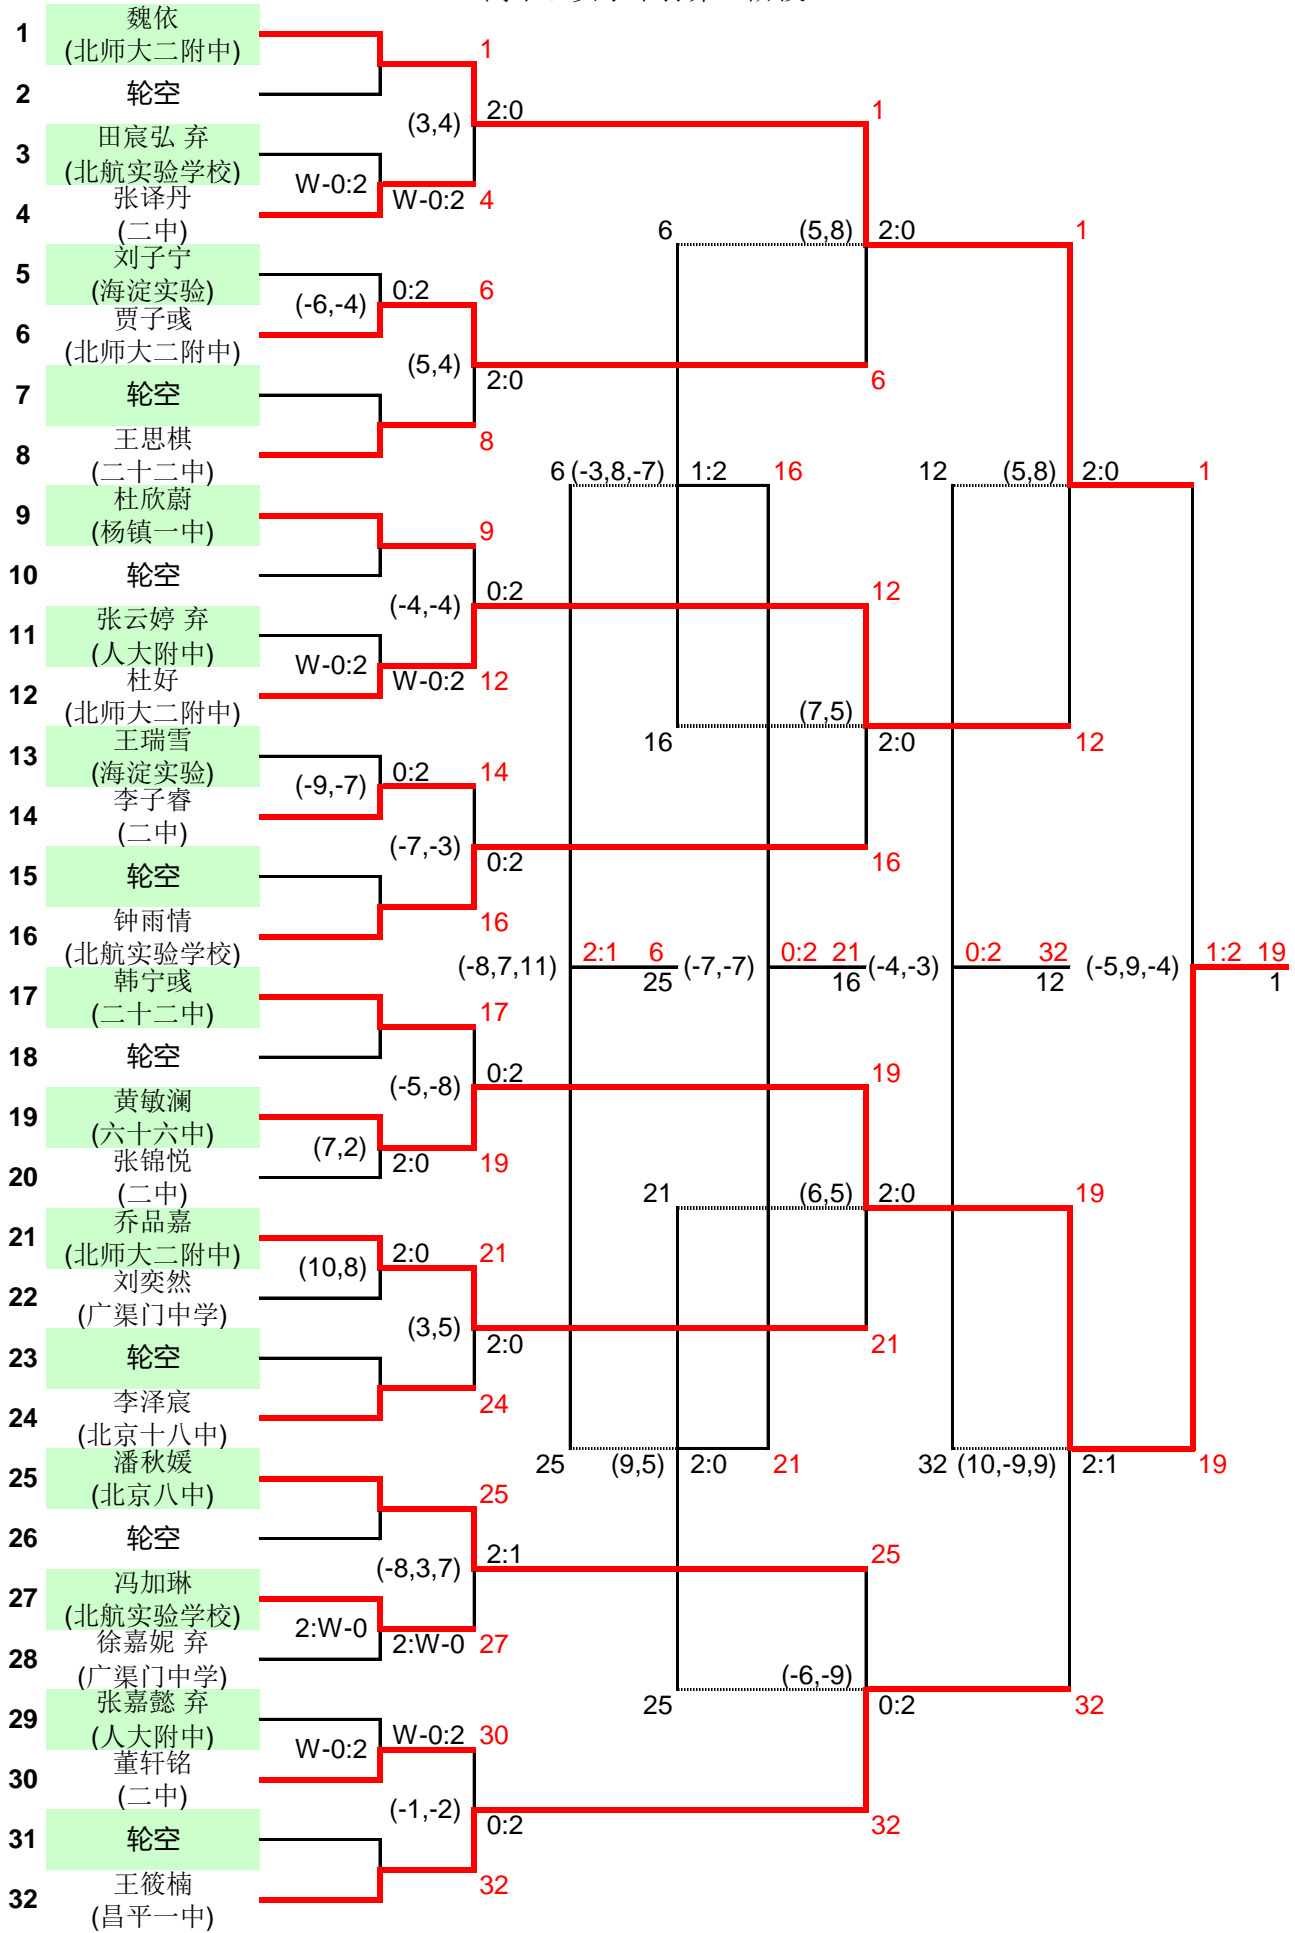 1 魏依 1
(北师大二附中)
2 轮空 (3,4) 2:0 1
3 田宸弘 弃
(北航实验学校) W-0:2 W-0:2 4
4 张译丹
(二中) 6 (5,8) 2:0 1
5 刘子宁
(海淀实验) (-6,-4) 0:2 6
6 贾子彧
(北师大二附中) (5,4) 2:0 6
7 轮空
8 王思棋 8
(二十二中) 6 (-3,8,-7) 1:2 16 12 (5,8) 2:0 1
9 杜欣蔚
(杨镇一中) 9
10 轮空 (-4,-4) 0:2 12
11 张云婷 弃
(人大附中) W-0:2 W-0:2 12
12 杜好
(北师大二附中) 16 (7,5) 2:0 12
13 王瑞雪
(海淀实验) (-9,-7) 0:2 14
14 李子睿
(二中) (-7,-3) 0:2 16
15 轮空
16 钟雨情 16
(北航实验学校) (-8,7,11) 2:1 6 (-7,-7) 0:2 21 (-4,-3) 0:2 32 (-5,9,-4) 1:2 19
25 16 12 1
17 韩宁彧
(二十二中) 17
18 轮空 (-5,-8) 0:2 19
19 黄敏澜
(六十六中) (7,2) 2:0 19
20 张锦悦
(二中) 21 (6,5) 2:0 19
21 乔品嘉
(北师大二附中) (10,8) 2:0 21
22 刘奕然
(广渠门中学) (3,5) 2:0 21
23 轮空
24 李泽宸 24
(北京十八中) 25 (9,5) 2:0 21 32 (10,-9,9) 2:1 19
25 潘秋媛
(北京八中) 25
26 轮空 (-8,3,7) 2:1 25
27 冯加琳
(北航实验学校) 2:W-0 2:W-0 27
28 徐嘉妮 弃
(广渠门中学) 25 (-6,-9) 0:2 32
29 张嘉懿 弃
(人大附中) W-0:2 W-0:2 30
30 董轩铭
(二中) (-1,-2) 0:2 32
31 轮空
32 王筱楠 32
(昌平一中)